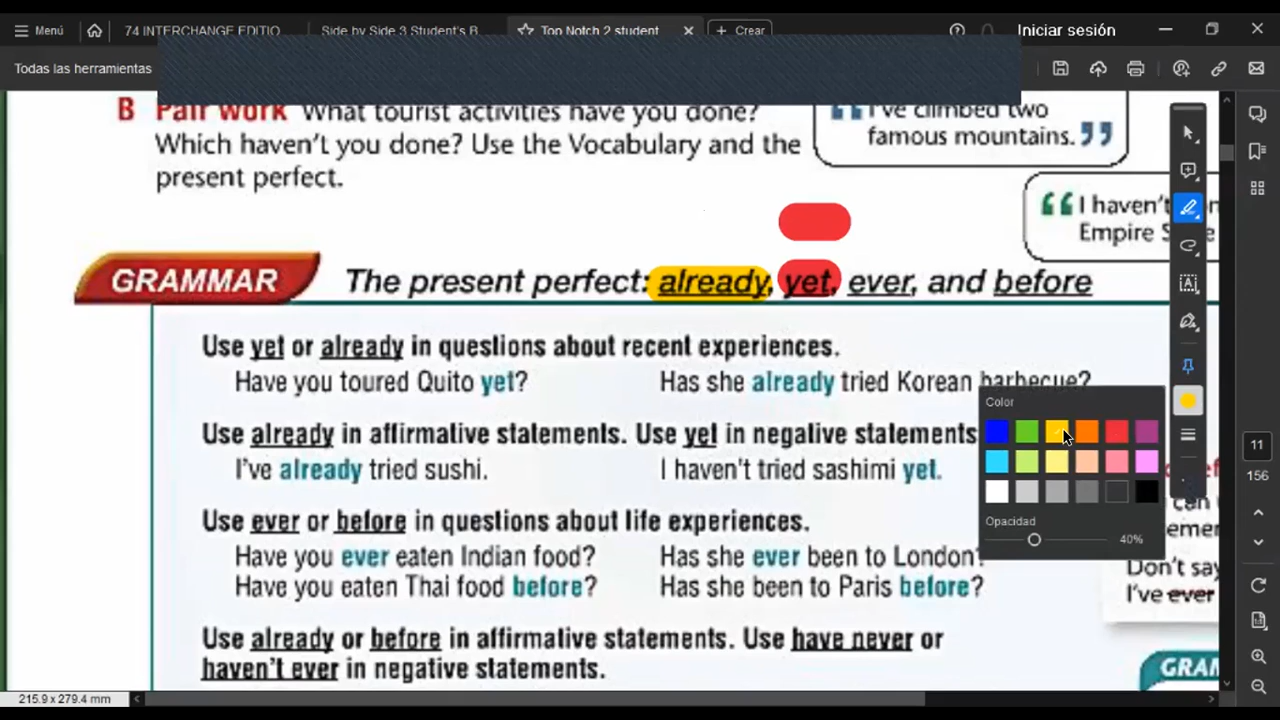 Menú 74 INTERCHANGE EDITIO Side by Side 3 Student's B Top Notch 2 student Crear Iniciar sesión
Todas las herramientas
B Pair work What tourist activities have you done?
Which haven't you done? Use the Vocabulary and the
present perfect.
"I've climbed two
famous mountains."
"I haven't
Empire
GRAMMAR The present perfect: already, yet, ever, and before
Use yet or already in questions about recent experiences.
Have you toured Quito yet? Has she already tried Korean barbecue?
Use already in affirmative statements. Use yet in negative statements
I've already tried sushi. I haven't tried sashimi yet.
Use ever or before in questions about life experiences.
Have you ever eaten Indian food? Has she ever been to London?
Have you eaten Thai food before? Has she been to Paris before?
Use already or before in affirmative statements. Use have never or
haven't ever in negative statements.
Color
Opacidad
40%
can
Don't say
I've ever
GRAM
11
156
215.9 x 279.4 mm